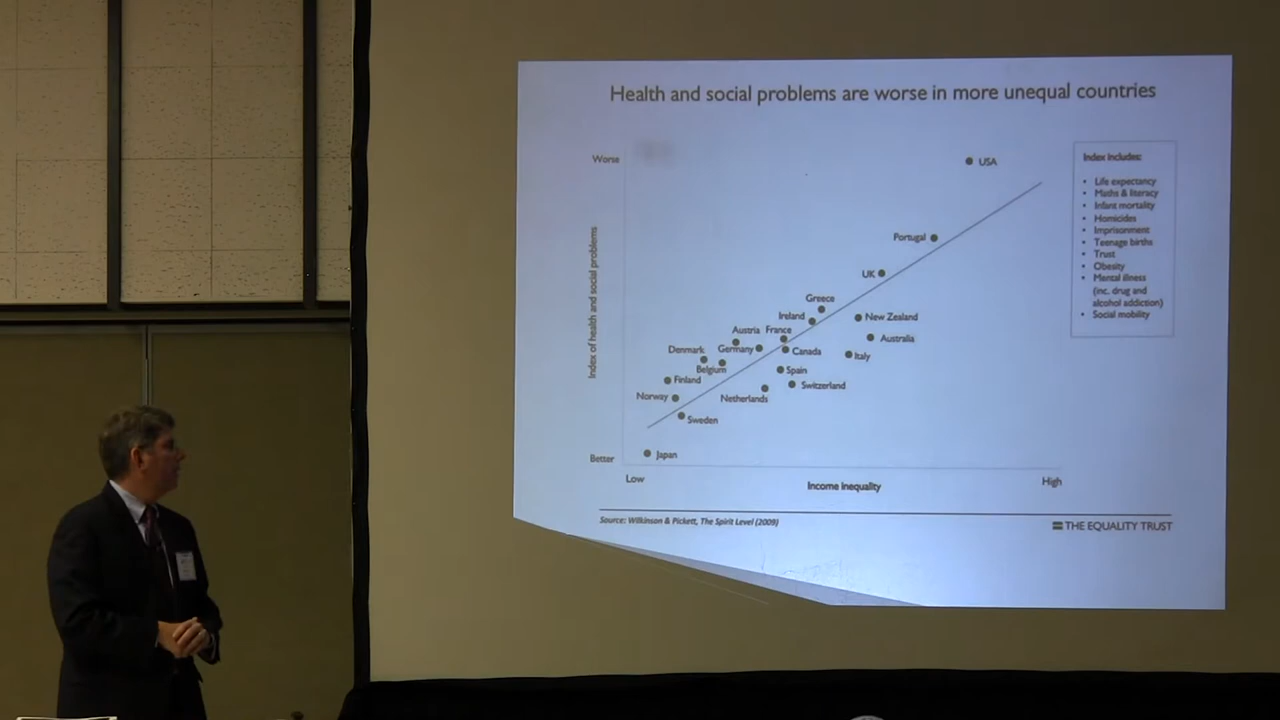 Health and social problems are worse in more unequal countries
Worse
USA
Index includes:
• Life expectancy
• Maths & literacy
• Infant mortality
• Homicides
• Imprisonment
• Teenage births
• Trust
• Obesity
• Mental illness
(inc. drug and
alcohol addiction)
• Social mobility
Index of health and social problems
Portugal
UK
Greece
Ireland
New Zealand
Austria
France
Australia
Denmark
Germany
Canada
Italy
Belgium
Spain
Finland
Switzerland
Norway
Netherlands
Sweden
Japan
Better
Low
Income inequality
High
Source: Wilkinson & Pickett, The Spirit Level (2009)
THE EQUALITY TRUST